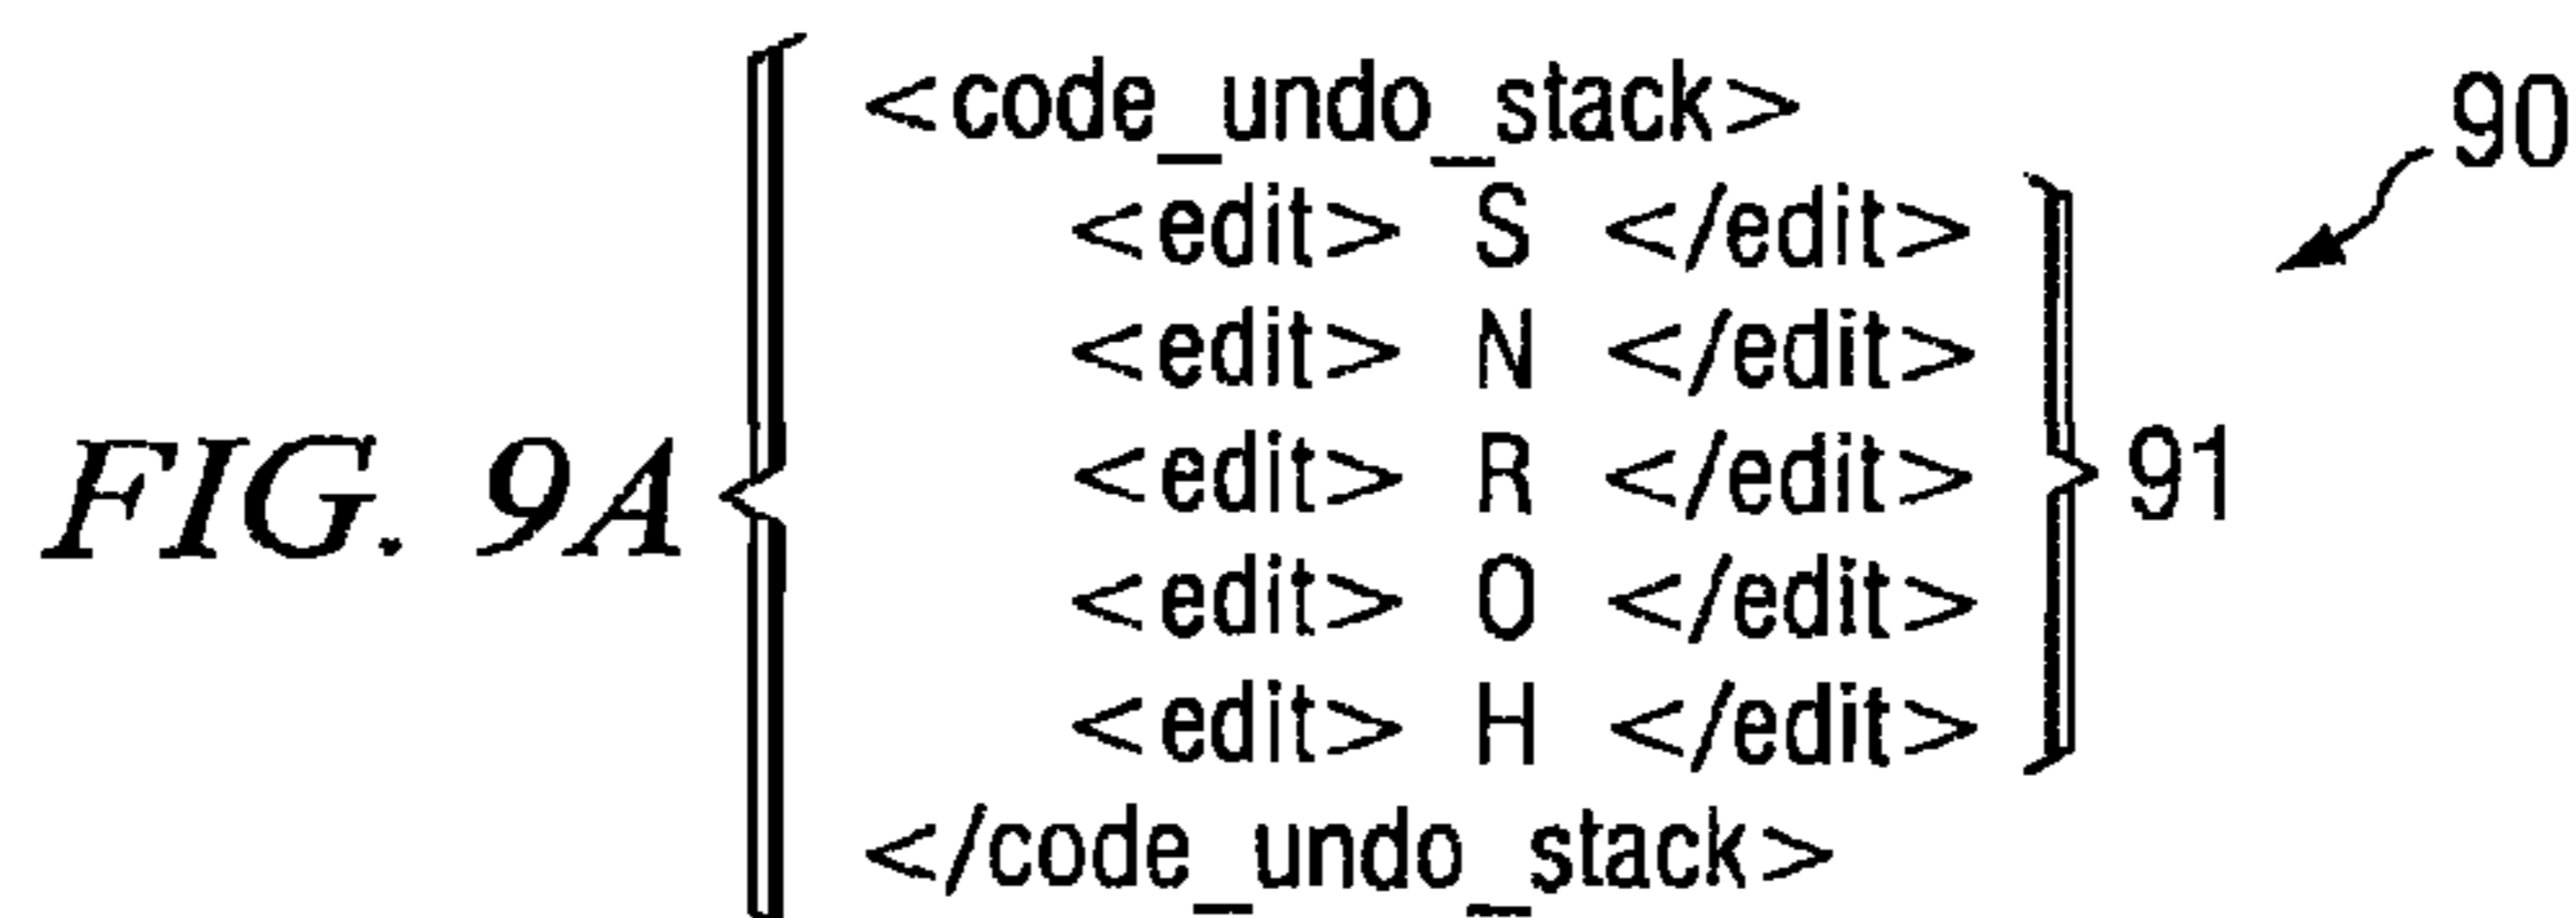 <code_undo_stack>
90
<edit> S </edit>
<edit> N </edit>
FIG. 9A
<edit> R </edit>
91
<edit> O </edit>
<edit> H </edit>
</code_undo_stack>